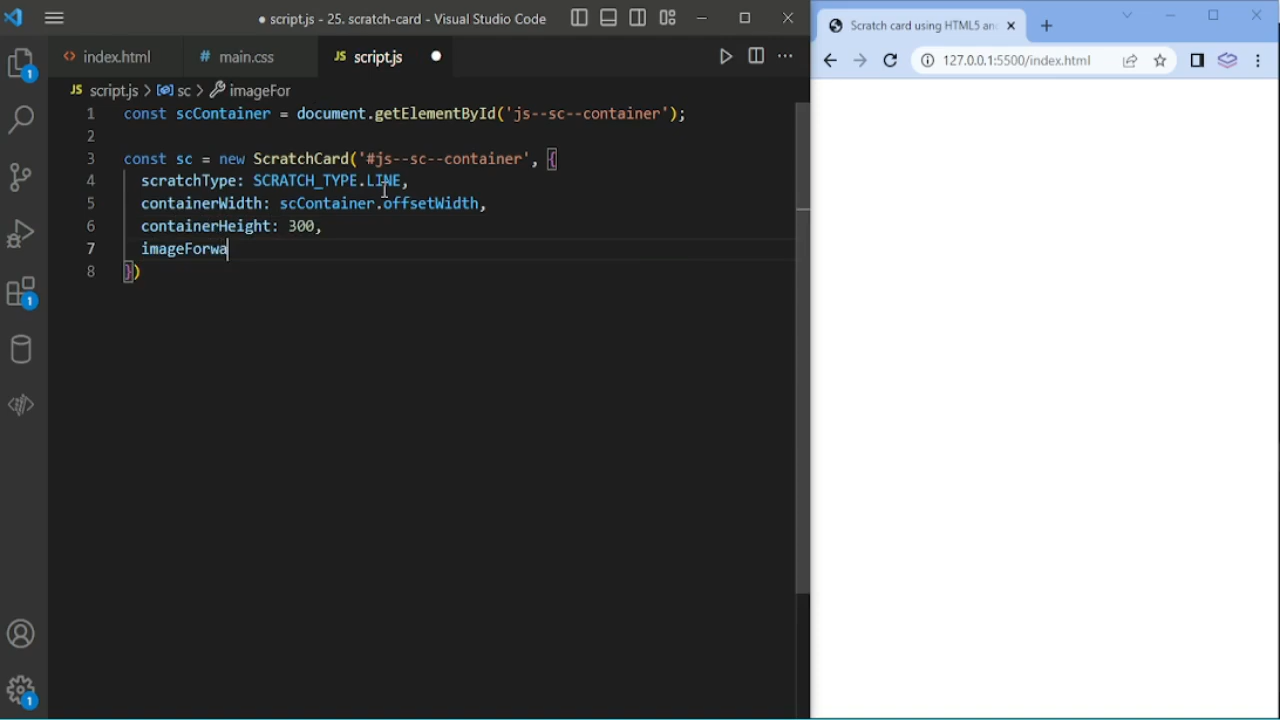 ● script.js - 25. scratch-card - Visual Studio Code
index.html
main.css
JS script.js
JS script.js > sc > imageFor
1 const scContainer = document.getElementById('js--sc--container');
2
3 const sc = new ScratchCard('#js--sc--container', {
4 scratchType: SCRATCH_TYPE.LINE,
5 containerWidth: scContainer.offsetWidth,
6 containerHeight: 300,
7 imageForwa
8 })
1
1
1
Scratch card using HTML5 an
127.0.0.1:5500/index.html